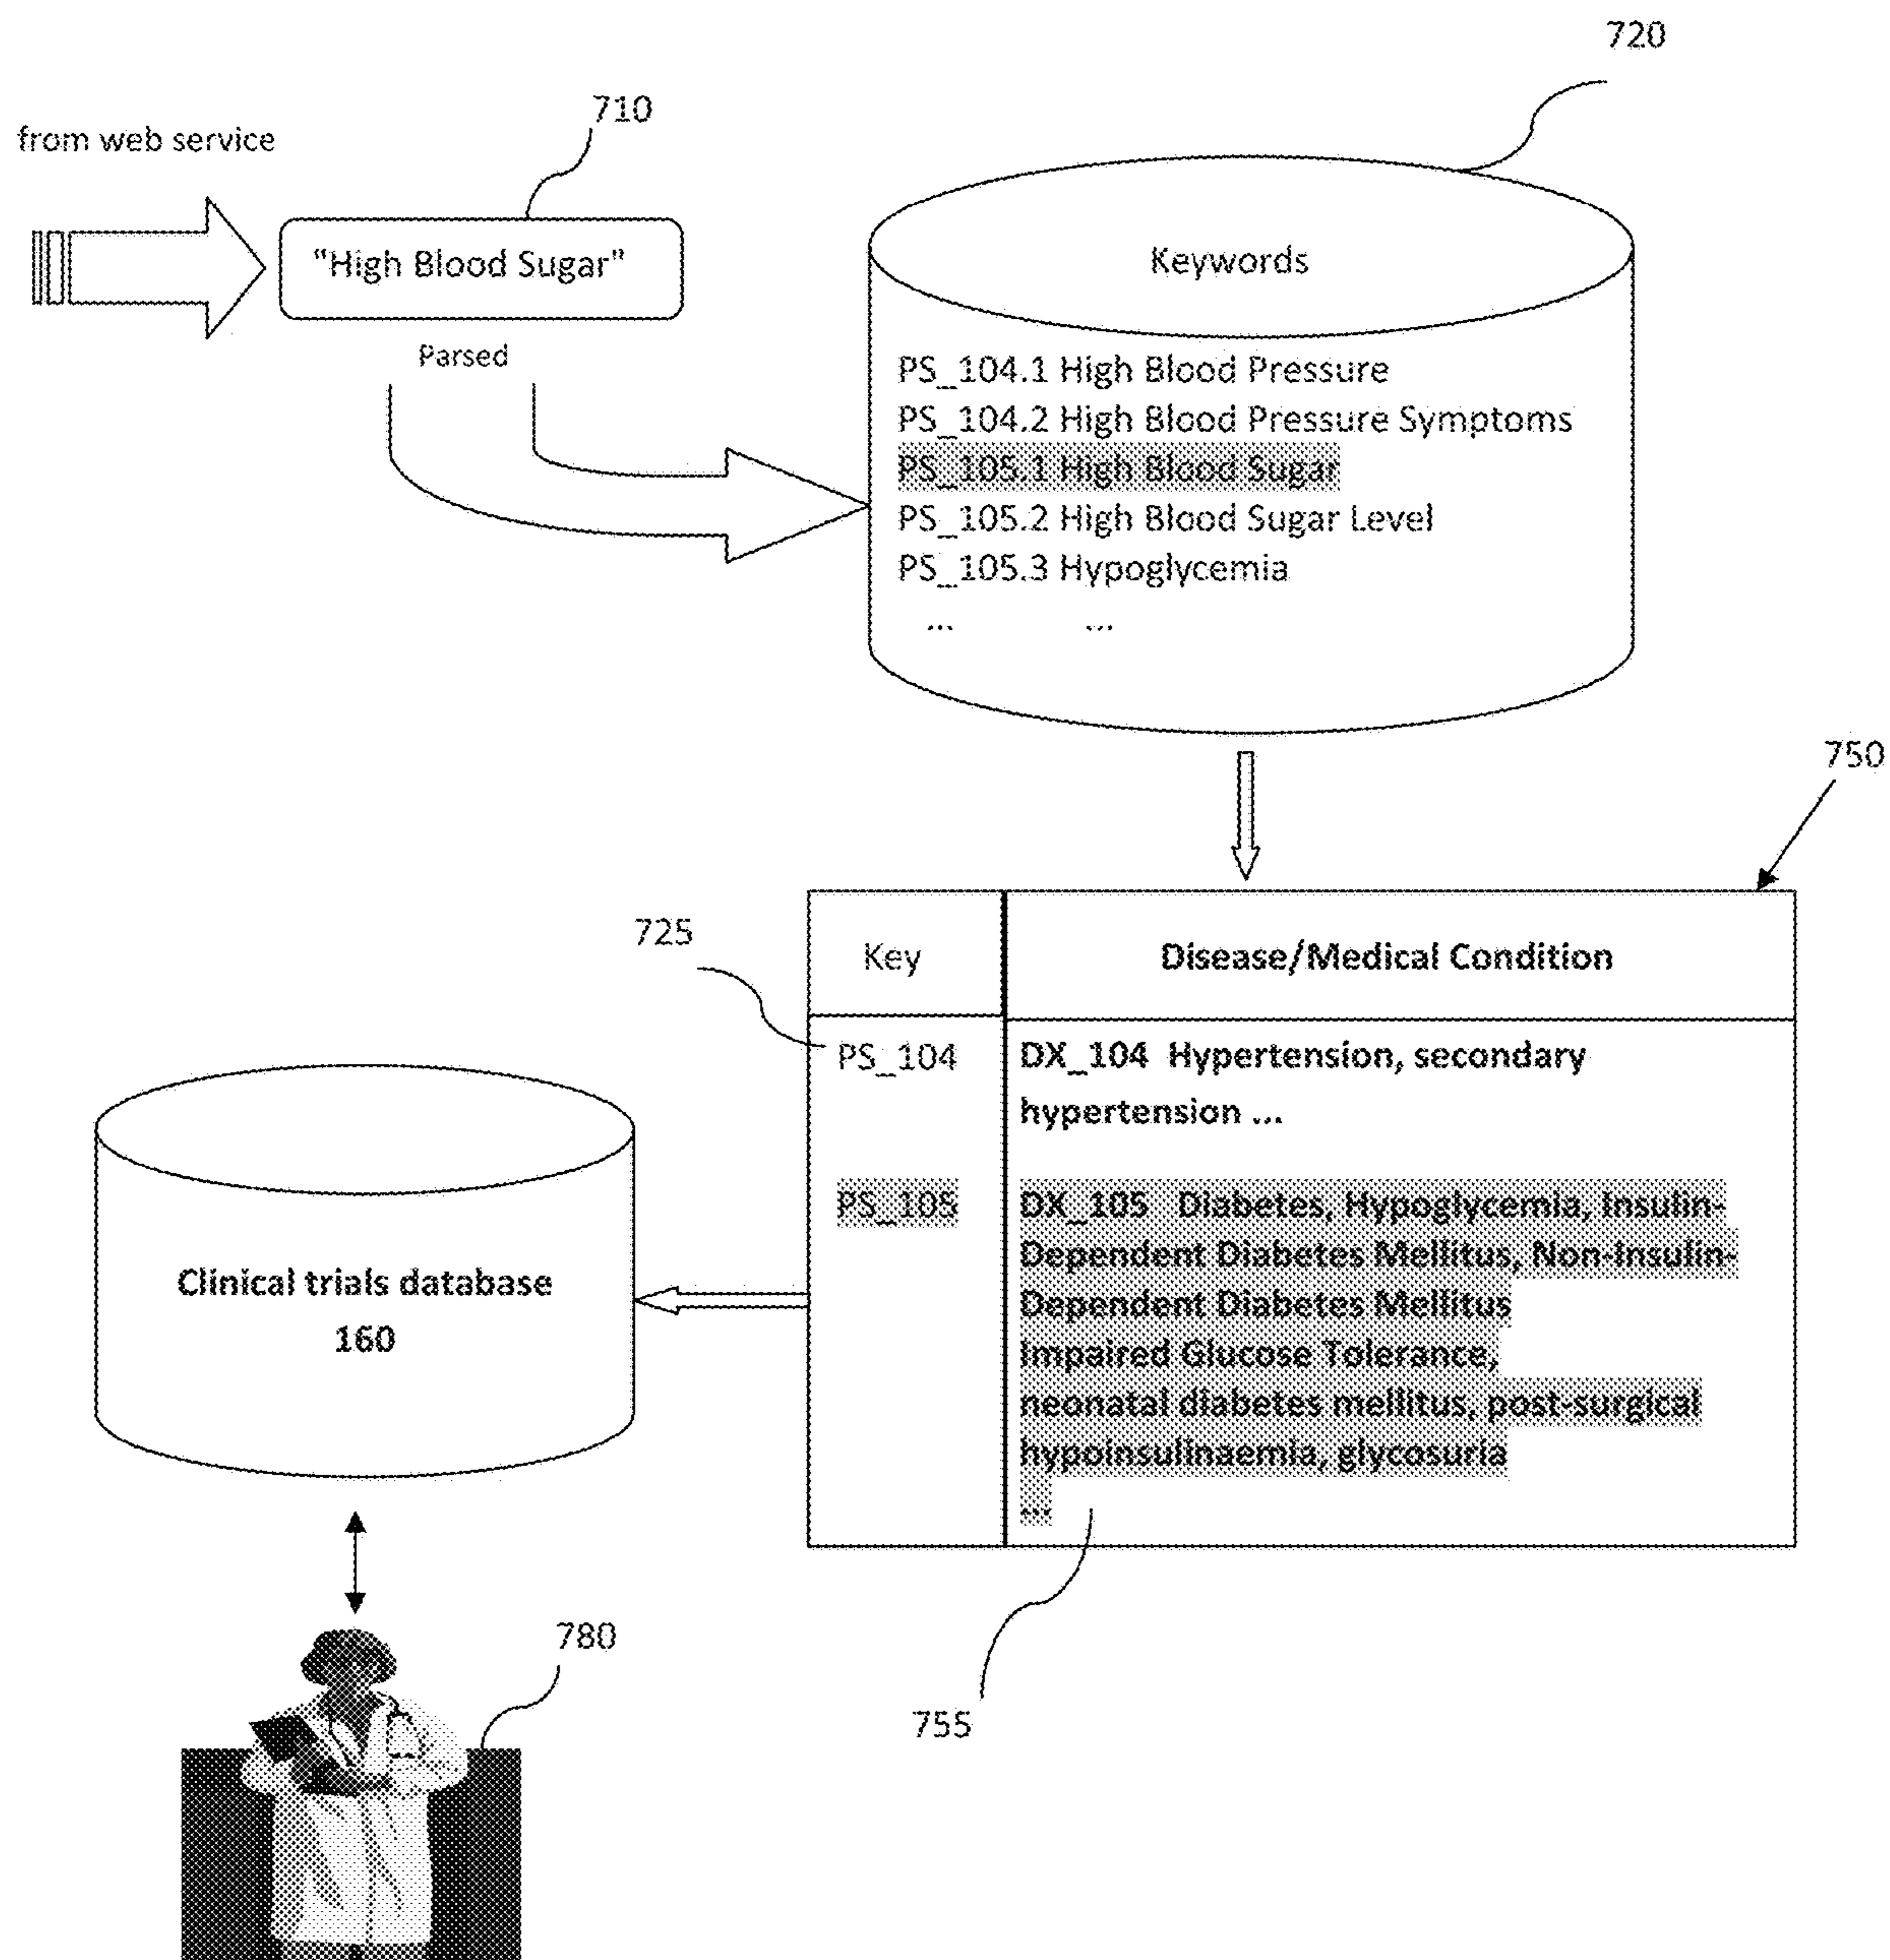 720
710
from web service
"High Blood Sugar"
Keywords
Parsed
PS_104.1 High Blood Pressure
PS_104.2 High Blood Pressure Symptoms
PS_105.1 High Blood Sugar
PS_105.2 High Blood Sugar Level
PS_105.3 Hypoglycemia
... ...
750
725
Key
Disease/Medical Condition
PS_104
DX_104 Hypertension, secondary
hypertension ...
PS_105
DX_105 Diabetes, Hypoglycemia, Insulin-
Dependent Diabetes Mellitus, Non-Insulin-
Dependent Diabetes Mellitus
Impaired Glucose Tolerance,
neonatal diabetes mellitus, post-surgical
hypoinsulinaemia, glycosuria
...
Clinical trials database
160
780
755